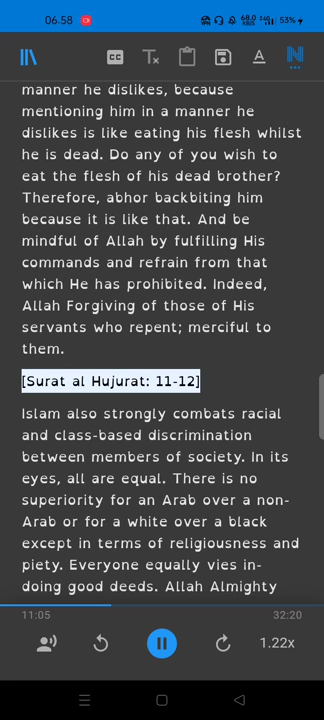 06.58
68.0 KB/S
53%
CC
manner he dislikes, because
mentioning him in a manner he
dislikes is like eating his flesh whilst
he is dead. Do any of you wish to
eat the flesh of his dead brother?
Therefore, abhor backbiting him
because it is like that. And be
mindful of Allah by fulfilling His
commands and refrain from that
which He has prohibited. Indeed,
Allah Forgiving of those of His
servants who repent; merciful to
them.
[Surat al Hujurat: 11-12]
Islam also strongly combats racial
and class-based discrimination
between members of society. In its
eyes, all are equal. There is no
superiority for an Arab over a non-
Arab or for a white over a black
except in terms of religiousness and
piety. Everyone equally vies in-
doing good deeds. Allah Almighty
11:05
32:20
1.22x